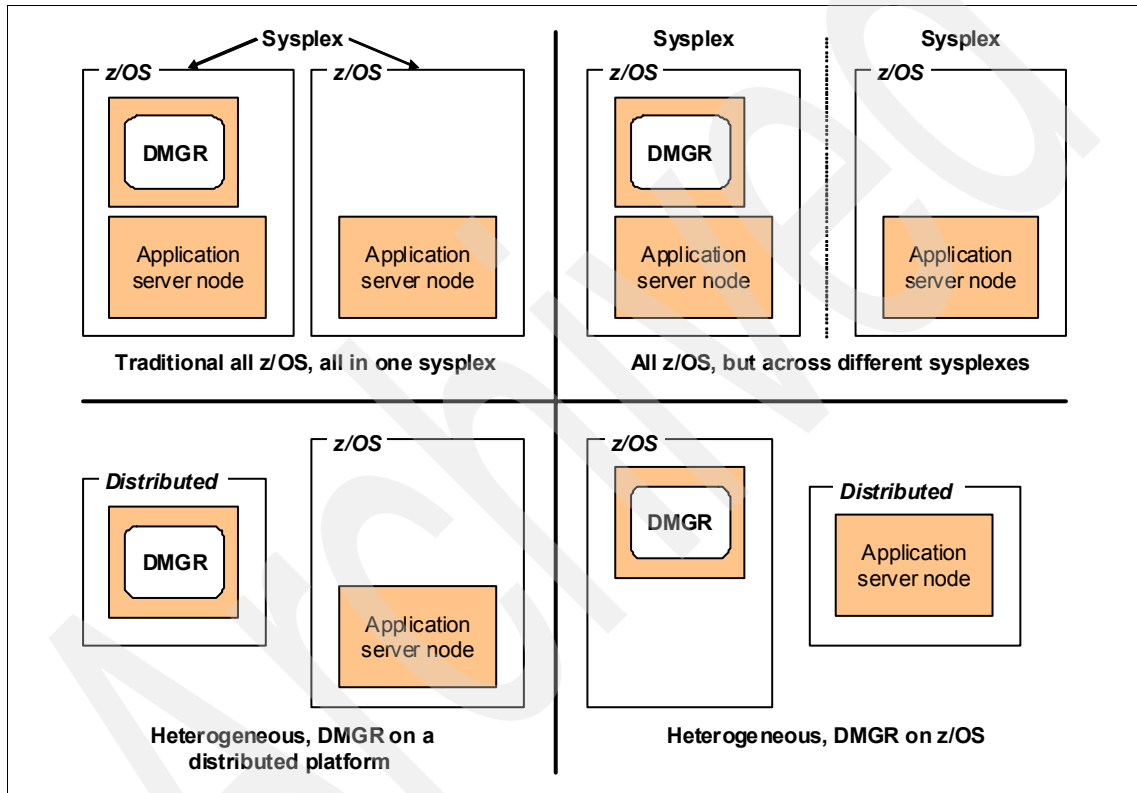 Sysplex
z/OS
z/OS
DMGR
Application
server node
Application
server node
Traditional all z/OS, all in one sysplex
Sysplex
Sysplex
z/OS
z/OS
DMGR
Application
server node
Application
server node
All z/OS, but across different sysplexes
Distributed
z/OS
DMGR
Application
server node
Heterogeneous, DMGR on a
distributed platform
z/OS
Distributed
DMGR
Application
server node
Heterogeneous, DMGR on z/OS
Archived